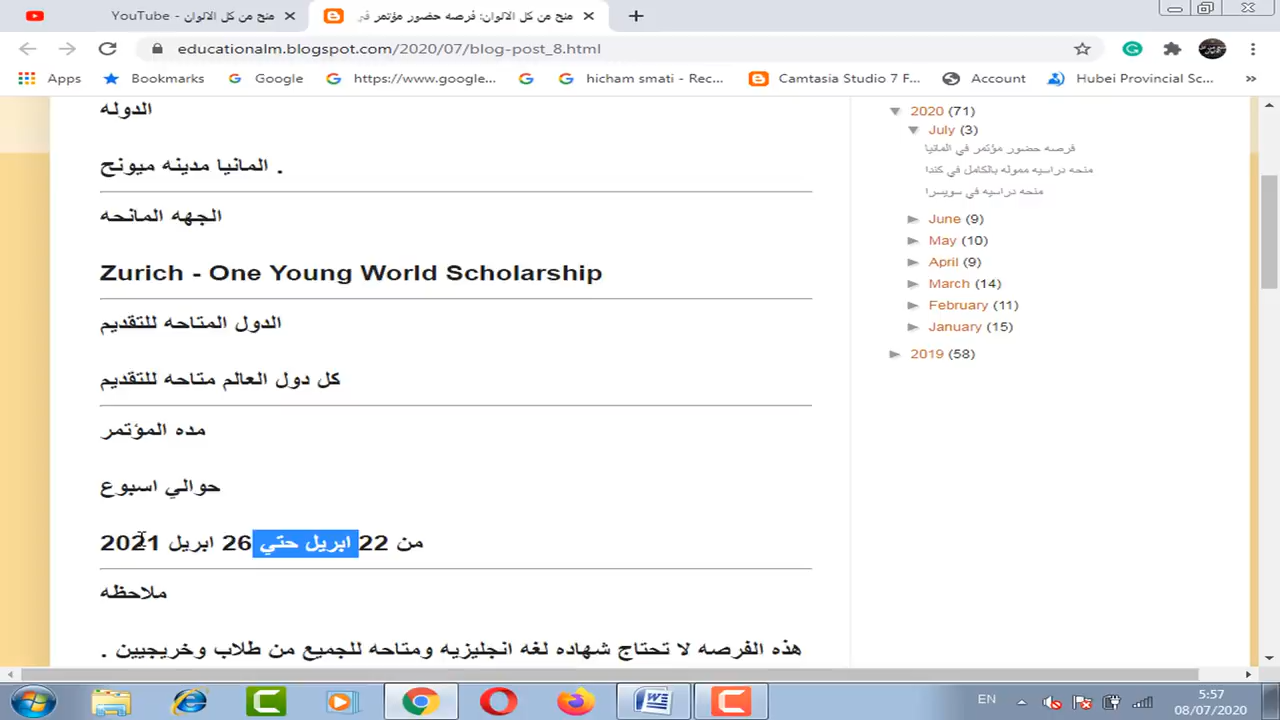 منح من كل الالوان - YouTube
منح من كل الالوان: فرصه حضور مؤتمر في
educationalm.blogspot.com/2020/07/blog-post_8.html
Apps
Bookmarks
Google
https://www.google...
hicham smati - Rec...
Camtasia Studio 7 F...
Account
Hubei Provincial Sc...
»
الدوله
المانيا مدينه ميونح .
الجهه المانحه
Zurich - One Young World Scholarship
الدول المتاحه للتقديم
كل دول العالم متاحه للتقديم
مده المؤتمر
حوالي اسبوع
من 22 ابريل حتي 26 ابريل 2021
ملاحظه
هذه الفرصه لا تحتاج شهاده لغه انجليزيه ومتاحه للجميع من طلاب وخريجيين .
2020 (71)
July (3)
فرصه حضور مؤتمر في المانيا
منحه دراسيه مموله بالكامل في كندا
منحه دراسيه في سويسرا
June (9)
May (10)
April (9)
March (14)
February (11)
January (15)
2019 (58)
EN
5:57
08/07/2020